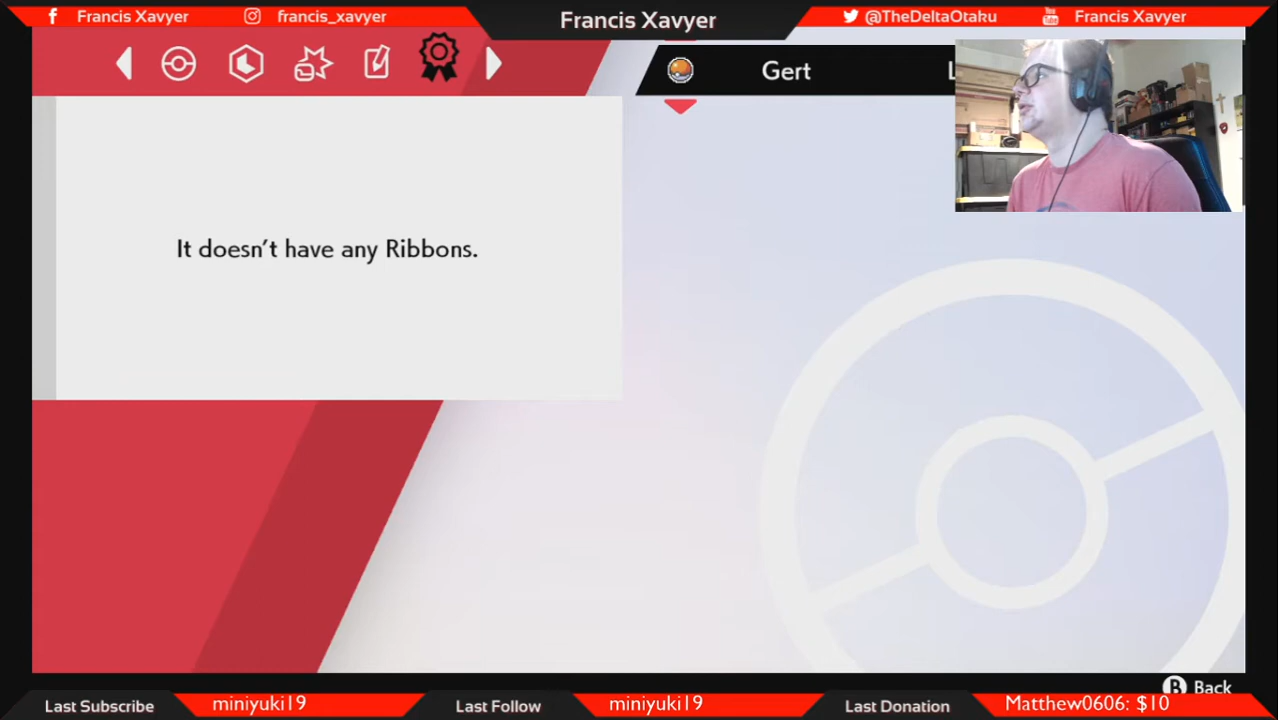 Francis Xavyer
francis_xavyer
Francis Xavyer
@TheDeltaOtaku
Francis Xavyer
Gert
It doesn't have any Ribbons.
B Back
Last Subscribe
miniyuki19
Last Follow
miniyuki19
Last Donation
Matthew0606: $10